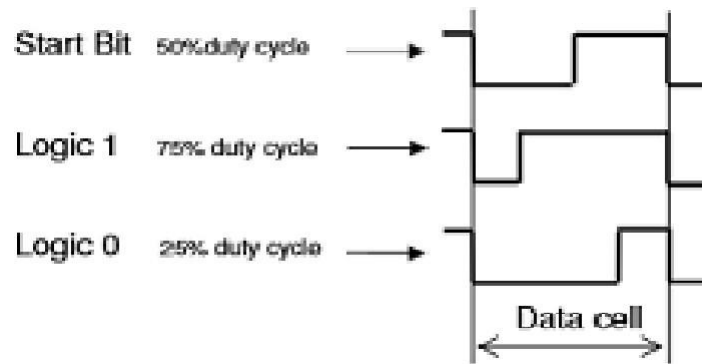 Start Bit 50%duty cycle
Logic 1 75% duty cycle
Logic 0 25% duty cycle
Data cell